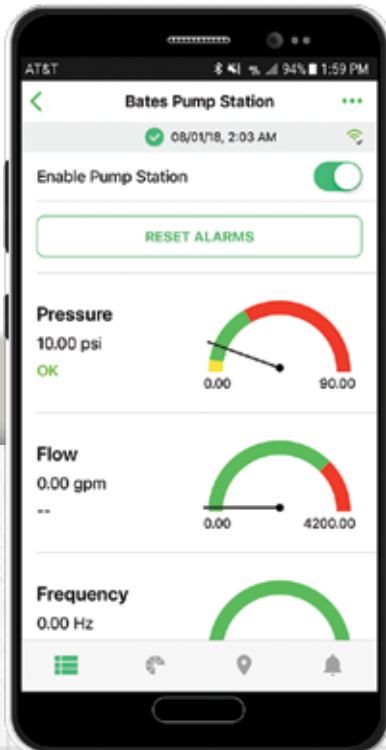 AT&T 94% 1:59 PM
Bates Pump Station
08/01/18, 2:03 AM
Enable Pump Station
RESET ALARMS
Pressure
10.00 psi
OK
0.00 90.00
Flow
0.00 gpm
--
0.00 4200.00
Frequency
0.00 Hz